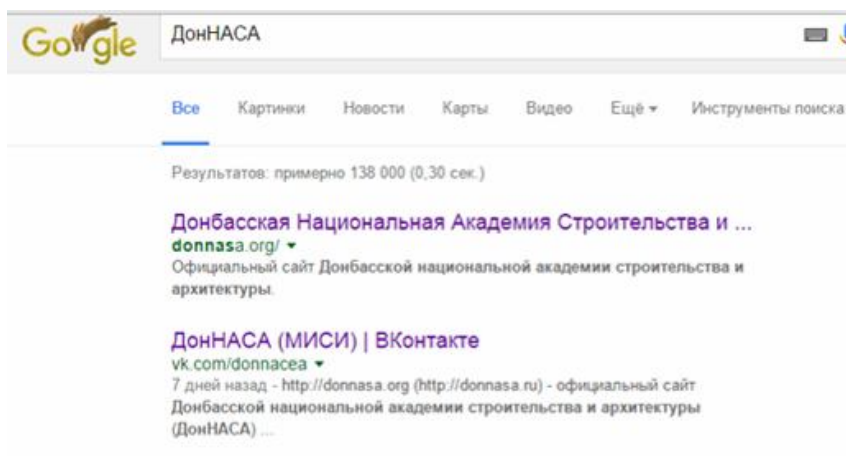 Google
ДонНАСА
Все Картинки Новости Карты Видео Ещё Инструменты поиска
Результатов: примерно 138 000 (0,30 сек.)
Донбасская Национальная Академия Строительства и ...
donnasa.org/
Официальный сайт Донбасской национальной академии строительства и
архитектуры.
ДонНАСА (МИСИ) | ВКонтакте
vk.com/donnacea
7 дней назад - http://donnasa.org (http://donnasa.ru) - официальный сайт
Донбасской национальной академии строительства и архитектуры
(ДонНАСА) ...